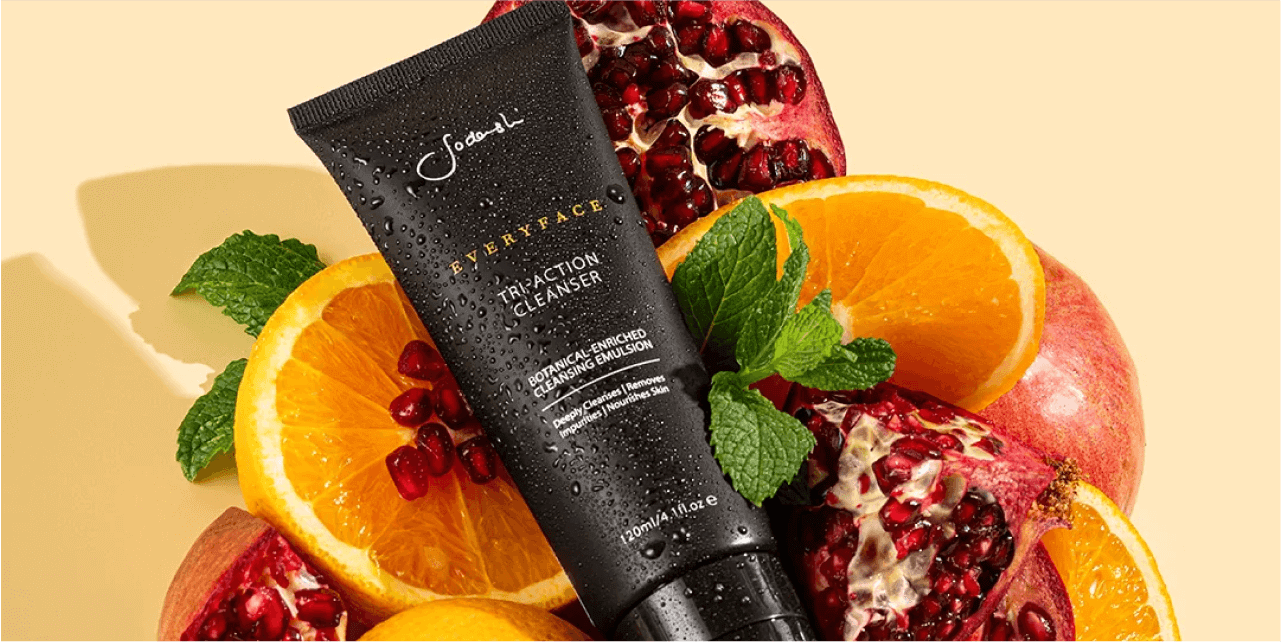 Sodashi
EVERYFACE
TRI-ACTION
CLEANSER
BOTANICAL-ENRICHED
CLEANSING EMULSION
Deeply Cleanses | Removes
Impurities | Nourishes Skin
120ml/4.1fl.oz ℮